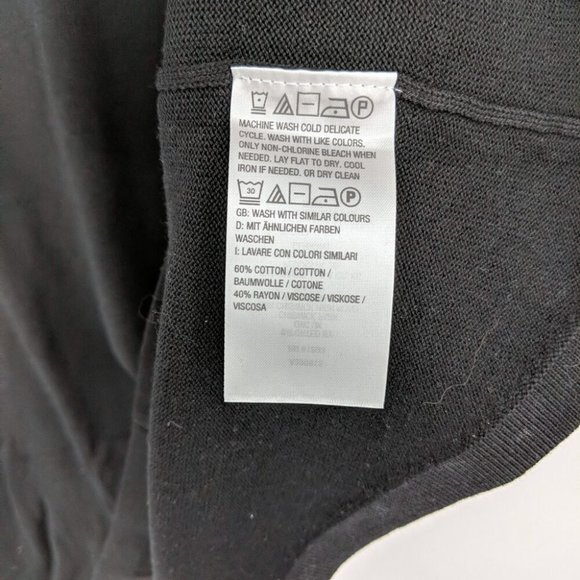 P
MACHINE WASH COLD DELICATE
CYCLE. WASH WITH LIKE COLORS.
ONLY NON-CHLORINE BLEACH WHEN
NEEDED. LAY FLAT TO DRY. COOL
IRON IF NEEDED. OR DRY CLEAN
30 P
GB: WASH WITH SIMILAR COLOURS
D: MIT ÄHNLICHEN FARBEN
WASCHEN
I: LAVARE CON COLORI SIMILARI
60% COTTON / COTTON /
BAUMWOLLE / COTONE
40% RAYON / VISCOSE / VISKOSE /
VISCOSA